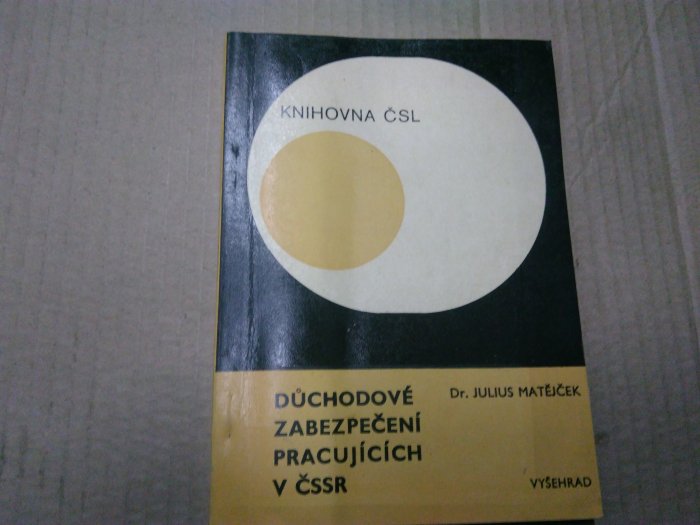 KNIHOVNA ČSL
DŮCHODOVÉ
ZABEZPEČENÍ
PRACUJÍCÍCH
V ČSSR
Dr. JULIUS MATĚJČEK
VYŠEHRAD